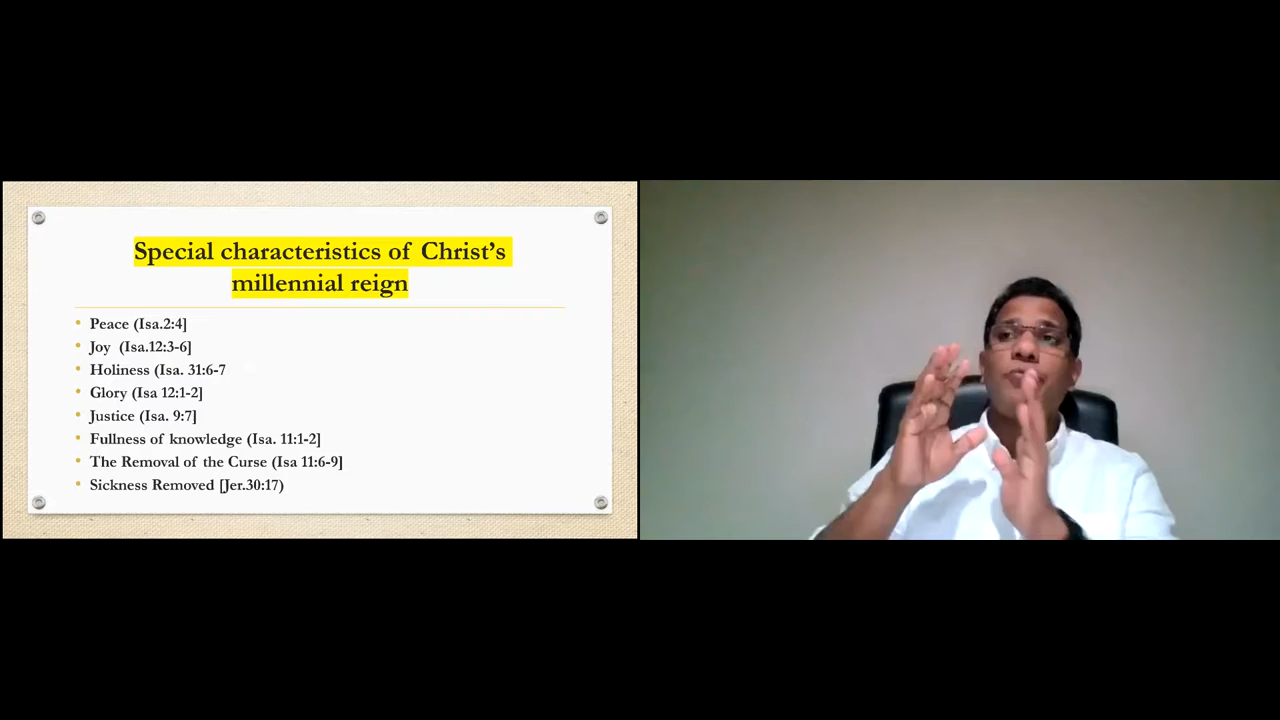 Special characteristics of Christ’s
millennial reign
• Peace (Isa.2:4]
• Joy (Isa.12:3-6]
• Holiness (Isa. 31:6-7
• Glory (Isa 12:1-2]
• Justice (Isa. 9:7]
• Fullness of knowledge (Isa. 11:1-2]
• The Removal of the Curse (Isa 11:6-9]
• Sickness Removed [Jer.30:17)